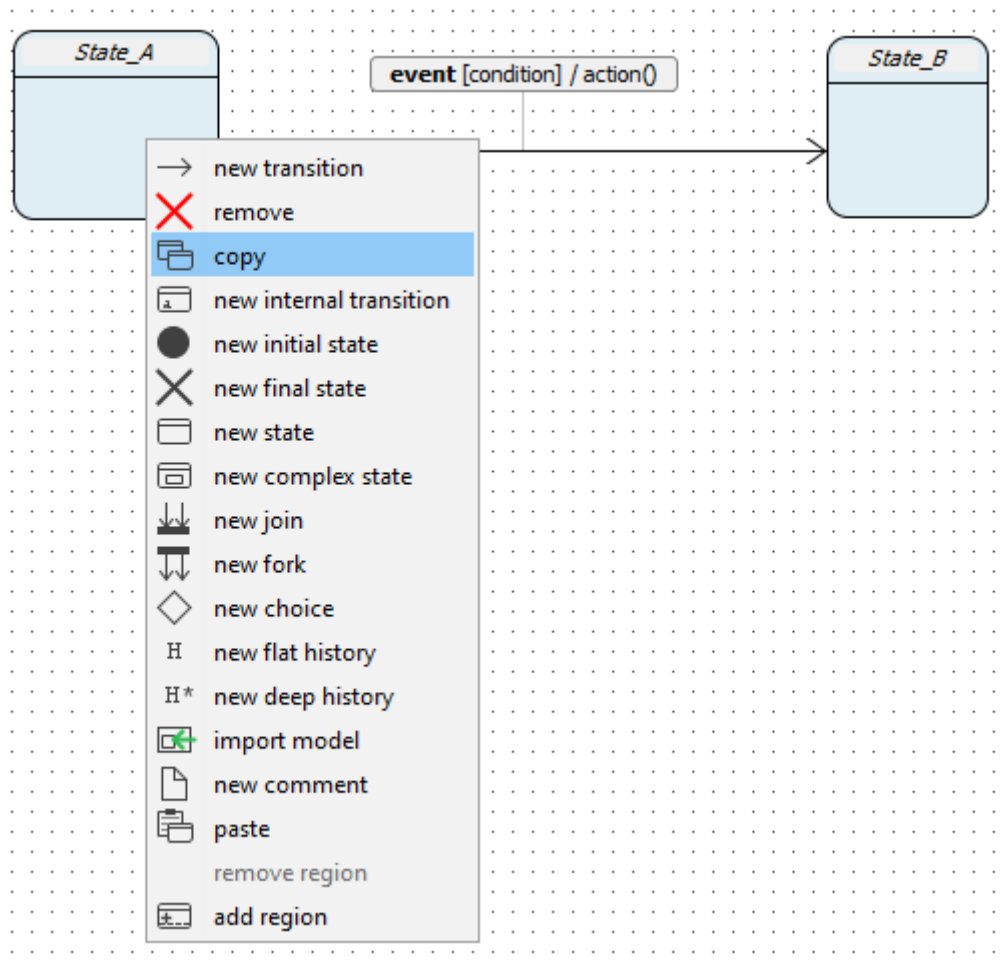 State_A
State_B
event [condition] / action()
new transition
remove
copy
a
new internal transition
new initial state
new final state
new state
new complex state
new join
new fork
new choice
H new flat history
H* new deep history
import model
new comment
paste
remove region
add region